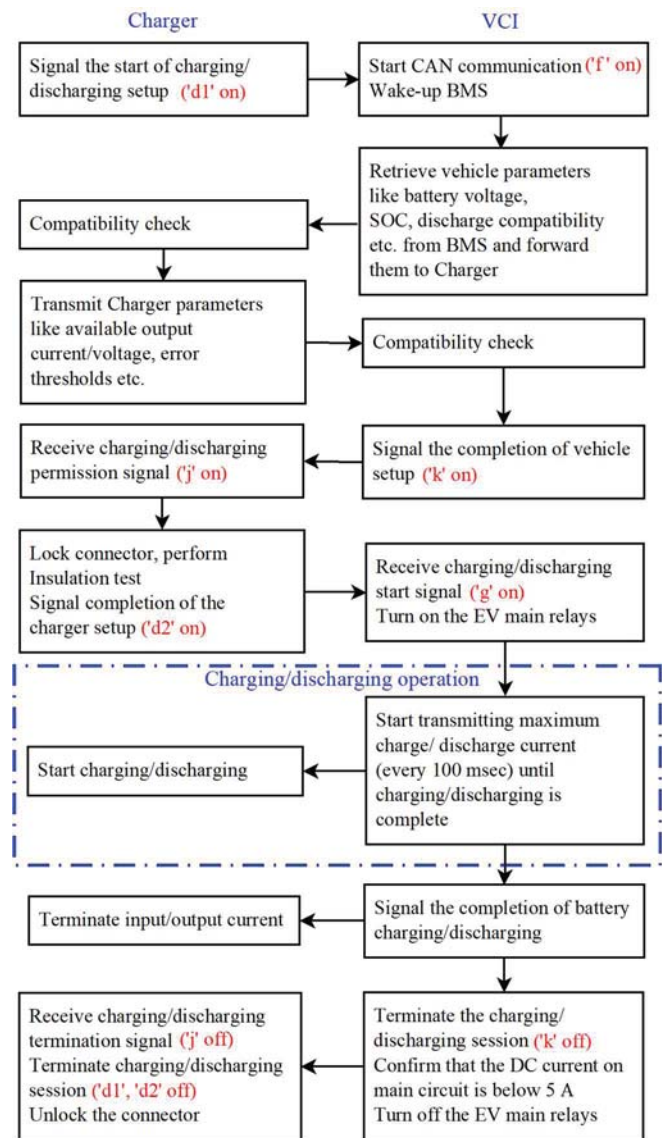 Charger
VCI
Signal the start of charging/
discharging setup ('d1' on)
Start CAN communication ('f' on)
Wake-up BMS
Retrieve vehicle parameters
like battery voltage,
SOC, discharge compatibility
etc. from BMS and forward
them to Charger
Compatibility check
Transmit Charger parameters
like available output
current/voltage, error
thresholds etc.
Compatibility check
Signal the completion of vehicle
setup ('k' on)
Receive charging/discharging
permission signal ('j' on)
Lock connector, perform
Insulation test
Signal completion of the
charger setup ('d2' on)
Receive charging/discharging
start signal ('g' on)
Turn on the EV main relays
Charging/discharging operation
Start transmitting maximum
charge/ discharge current
(every 100 msec) until
charging/discharging is
complete
Start charging/discharging
Signal the completion of battery
charging/discharging
Terminate input/output current
Terminate the charging/
discharging session ('k' off)
Confirm that the DC current on
main circuit is below 5 A
Turn off the EV main relays
Receive charging/discharging
termination signal ('j' off)
Terminate charging/discharging
session ('d1', 'd2' off)
Unlock the connector